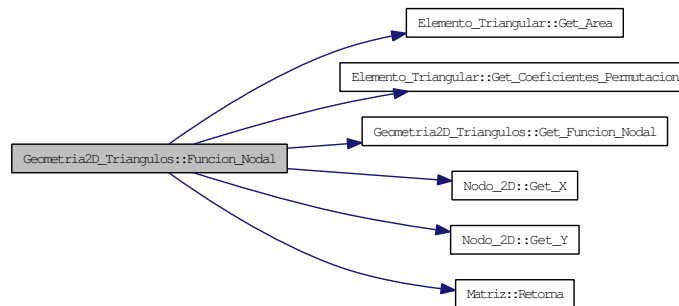 Elemento_Triangular::Get_Area
Elemento_Triangular::Get_Coeficientes_Permutacion
Geometria2D_Triangulos::Funcion_Nodal
Geometria2D_Triangulos::Get_Funcion_Nodal
Nodo_2D::Get_X
Nodo_2D::Get_Y
Matriz::Retorna